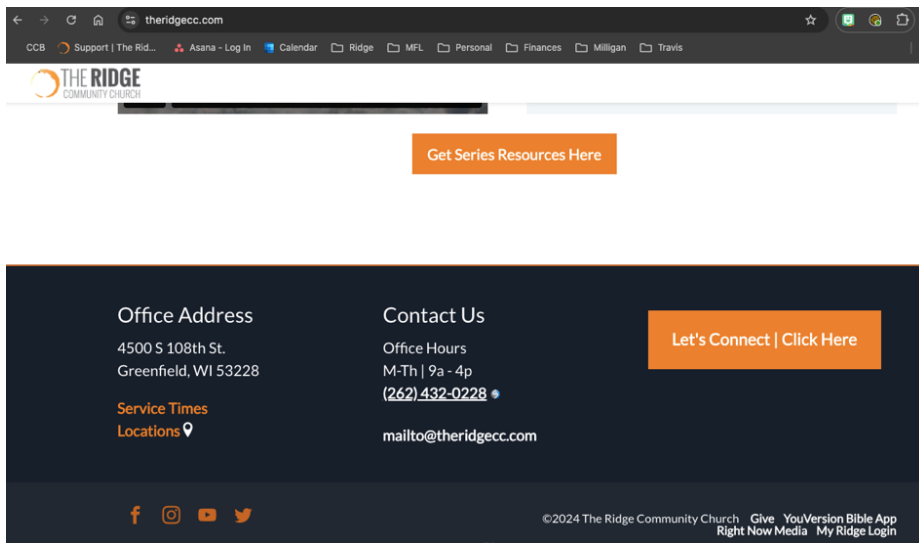 theridgecc.com
CCB Support | The Rid... Asana - Log In Calendar Ridge MFL Personal Finances Milligan Travis
THE RIDGE
COMMUNITY CHURCH
Get Series Resources Here
Office Address
4500 S 108th St.
Greenfield, WI 53228
Service Times
Locations
Contact Us
Office Hours
M-Th | 9a - 4p
(262) 432-0228
mailto@theridgecc.com
Let's Connect | Click Here
©2024 The Ridge Community Church Give YouVersion Bible App
Right Now Media My Ridge Login